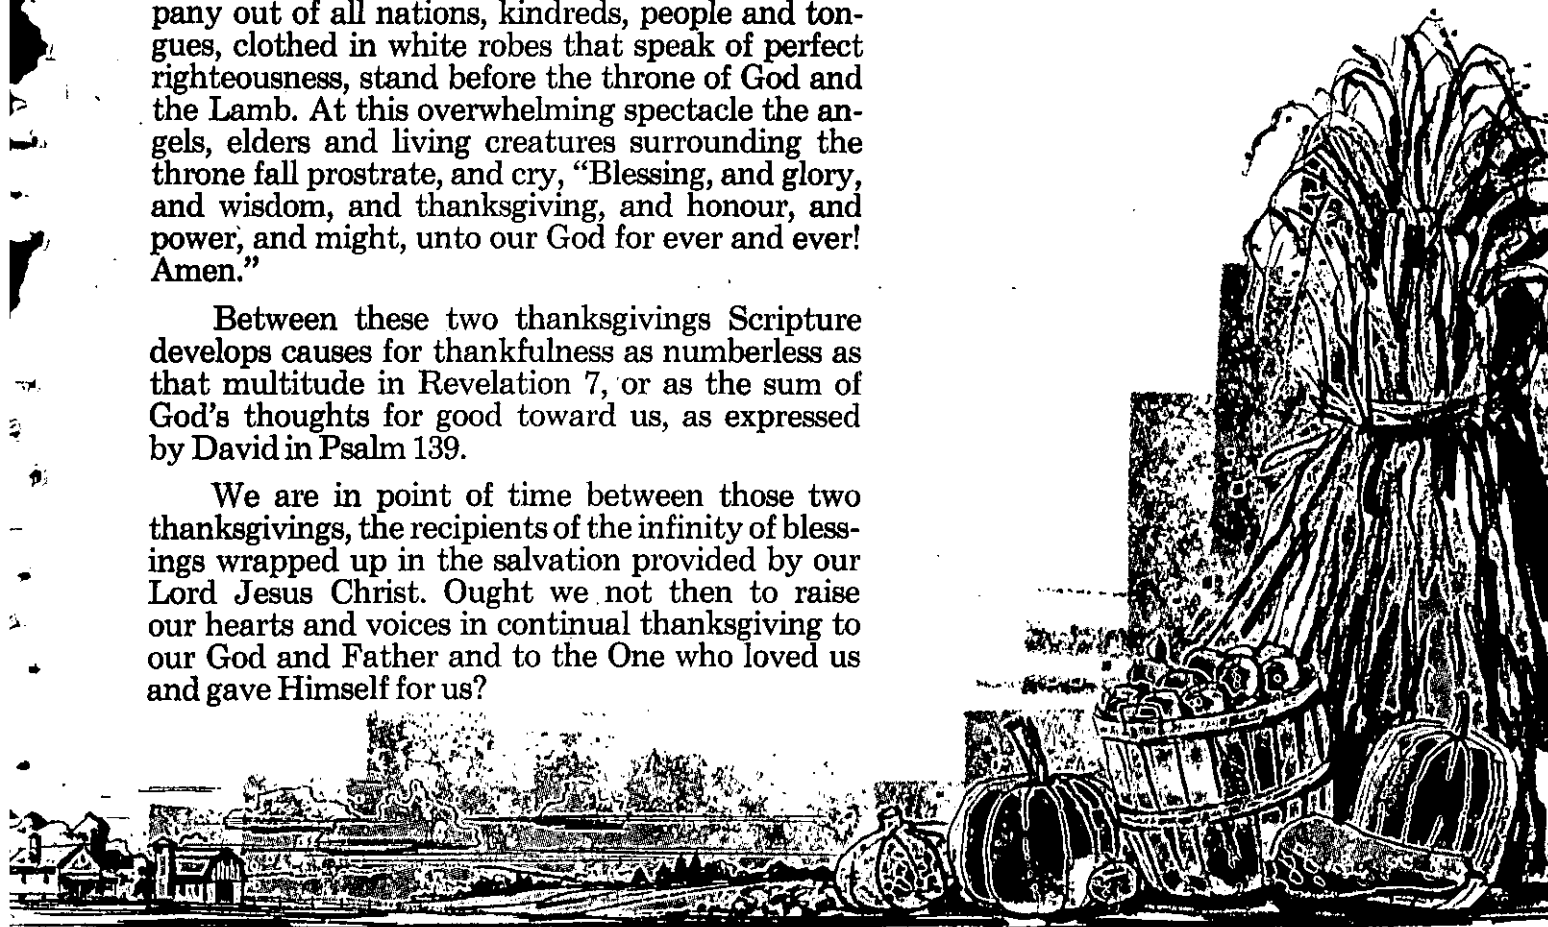 pany out of all nations, kindreds, people and ton-
gues, clothed in white robes that speak of perfect
righteousness, stand before the throne of God and
the Lamb. At this overwhelming spectacle the an-
gels, elders and living creatures surrounding the
throne fall prostrate, and cry, “Blessing, and glory,
and wisdom, and thanksgiving, and honour, and
power, and might, unto our God for ever and ever!
Amen.”
Between these two thanksgivings Scripture
develops causes for thankfulness as numberless as
that multitude in Revelation 7, or as the sum of
God’s thoughts for good toward us, as expressed
by David in Psalm 139.
We are in point of time between those two
thanksgivings, the recipients of the infinity of bless-
ings wrapped up in the salvation provided by our
Lord Jesus Christ. Ought we not then to raise
our hearts and voices in continual thanksgiving to
our God and Father and to the One who loved us
and gave Himself for us?